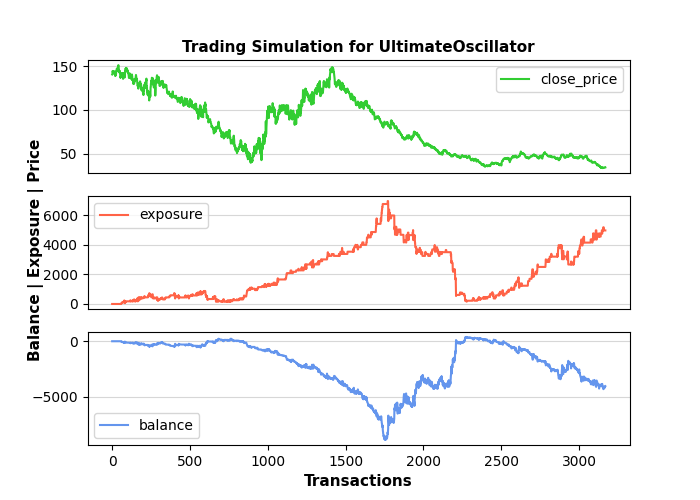 Trading Simulation for UltimateOscillator
150
100
50
close_price
Balance | Exposure | Price
6000
4000
2000
0
exposure
0
−5000
balance
0 500 1000 1500 2000 2500 3000
Transactions